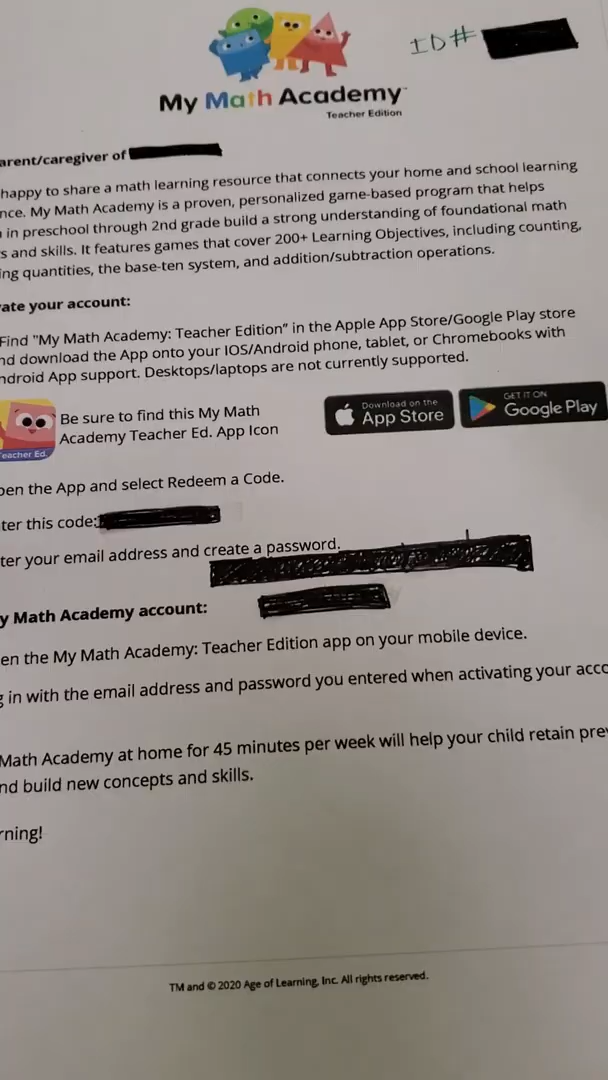 ID#
My Math Academy™
Teacher Edition
arent/caregiver of
happy to share a math learning resource that connects your home and school learning
nce. My Math Academy is a proven, personalized game-based program that helps
in preschool through 2nd grade build a strong understanding of foundational math
s and skills. It features games that cover 200+ Learning Objectives, including counting,
ing quantities, the base-ten system, and addition/subtraction operations.
ate your account:
Find "My Math Academy: Teacher Edition" in the Apple App Store/Google Play store
nd download the App onto your IOS/Android phone, tablet, or Chromebooks with
ndroid App support. Desktops/laptops are not currently supported.
Teacher Ed.
Be sure to find this My Math
Academy Teacher Ed. App Icon
Download on the
App Store
GET IT ON
Google Play
pen the App and select Redeem a Code.
ter this code:
ter your email address and create a password.
y Math Academy account:
en the My Math Academy: Teacher Edition app on your mobile device.
g in with the email address and password you entered when activating your acco
Math Academy at home for 45 minutes per week will help your child retain prev
nd build new concepts and skills.
rning!
TM and © 2020 Age of Learning, Inc. All rights reserved.